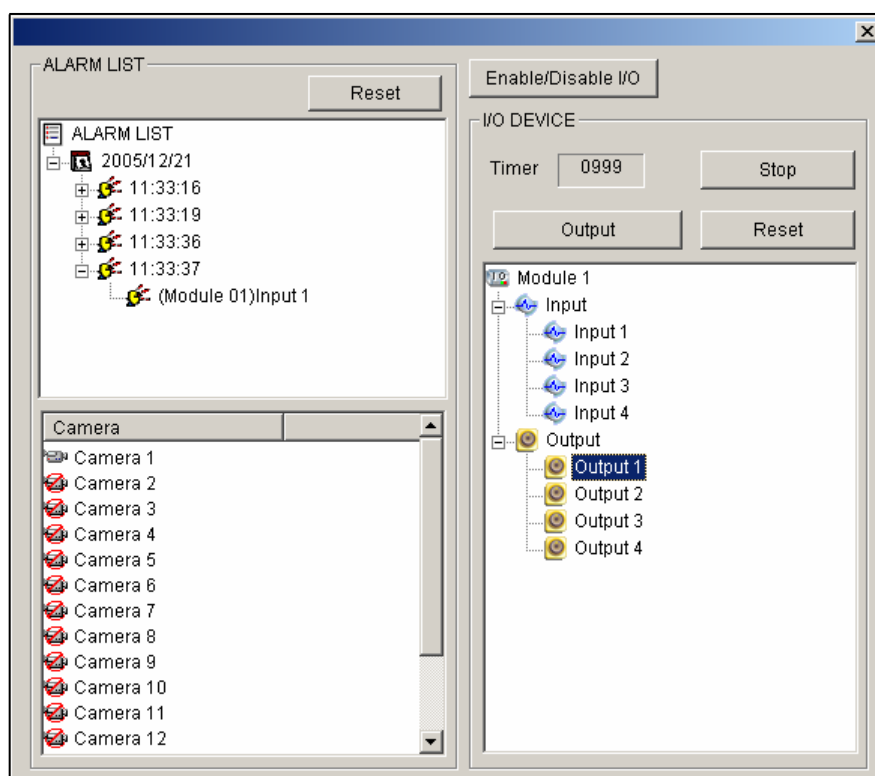 ALARM LIST
Reset
ALARM LIST
2005/12/21
11:33:16
11:33:19
11:33:36
11:33:37
(Module 01)Input 1
Camera
Camera 1
Camera 2
Camera 3
Camera 4
Camera 5
Camera 6
Camera 7
Camera 8
Camera 9
Camera 10
Camera 11
Camera 12
Enable/Disable I/O
I/O DEVICE
Timer 0999 Stop
Output Reset
Module 1
Input
Input 1
Input 2
Input 3
Input 4
Output
Output 1
Output 2
Output 3
Output 4